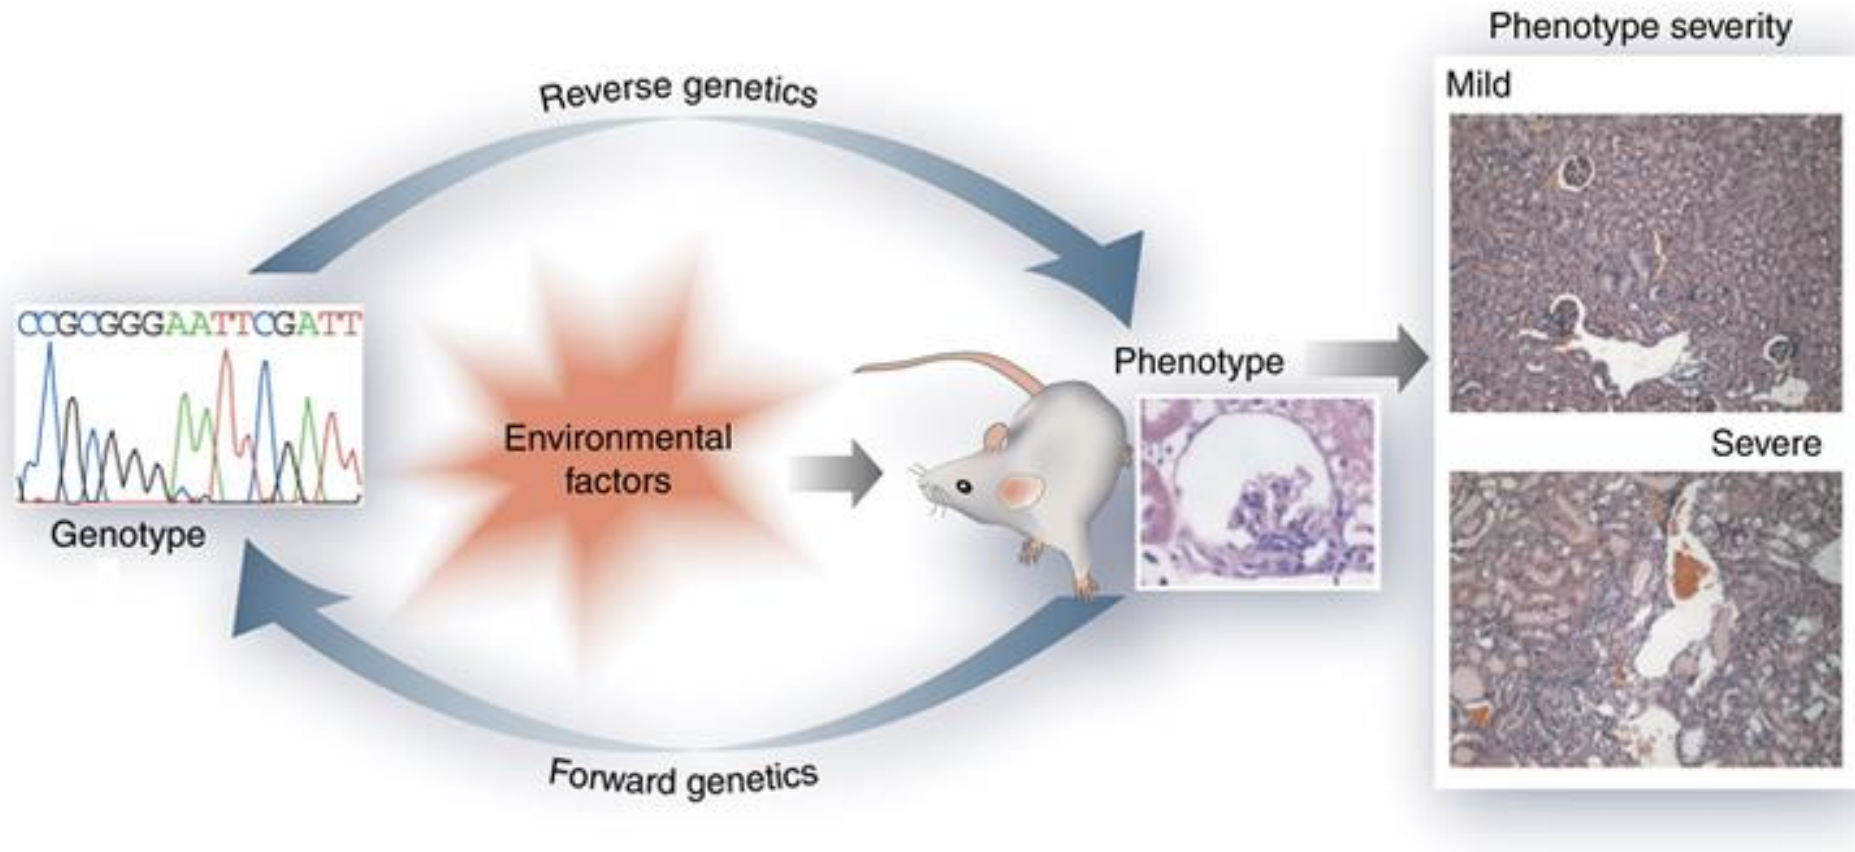 Phenotype severity
Mild
Reverse genetics
CCGCGGGAATTCGATT
Phenotype
Environmental
factors
Severe
Genotype
Forward genetics